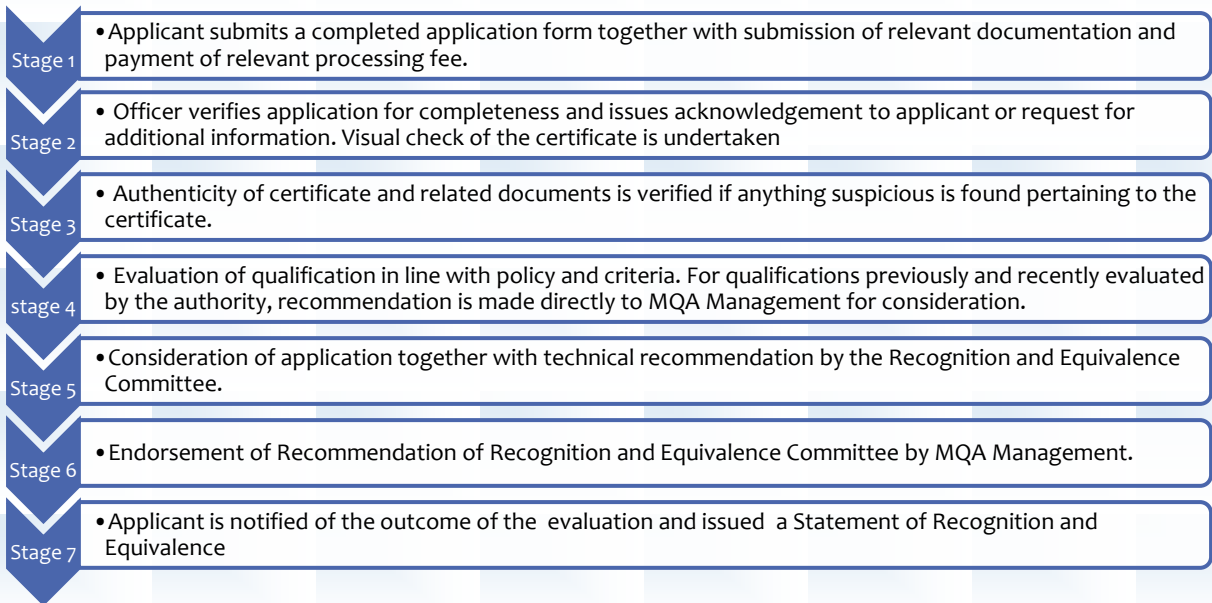 Stage 1
•Applicant submits a completed application form together with submission of relevant documentation and
payment of relevant processing fee.
Stage 2
• Officer verifies application for completeness and issues acknowledgement to applicant or request for
additional information. Visual check of the certificate is undertaken
Stage 3
• Authenticity of certificate and related documents is verified if anything suspicious is found pertaining to the
certificate.
stage 4
• Evaluation of qualification in line with policy and criteria. For qualifications previously and recently evaluated
by the authority, recommendation is made directly to MQA Management for consideration.
Stage 5
•Consideration of application together with technical recommendation by the Recognition and Equivalence
Committee.
Stage 6
•Endorsement of Recommendation of Recognition and Equivalence Committee by MQA Management.
Stage 7
•Applicant is notified of the outcome of the evaluation and issued a Statement of Recognition and
Equivalence